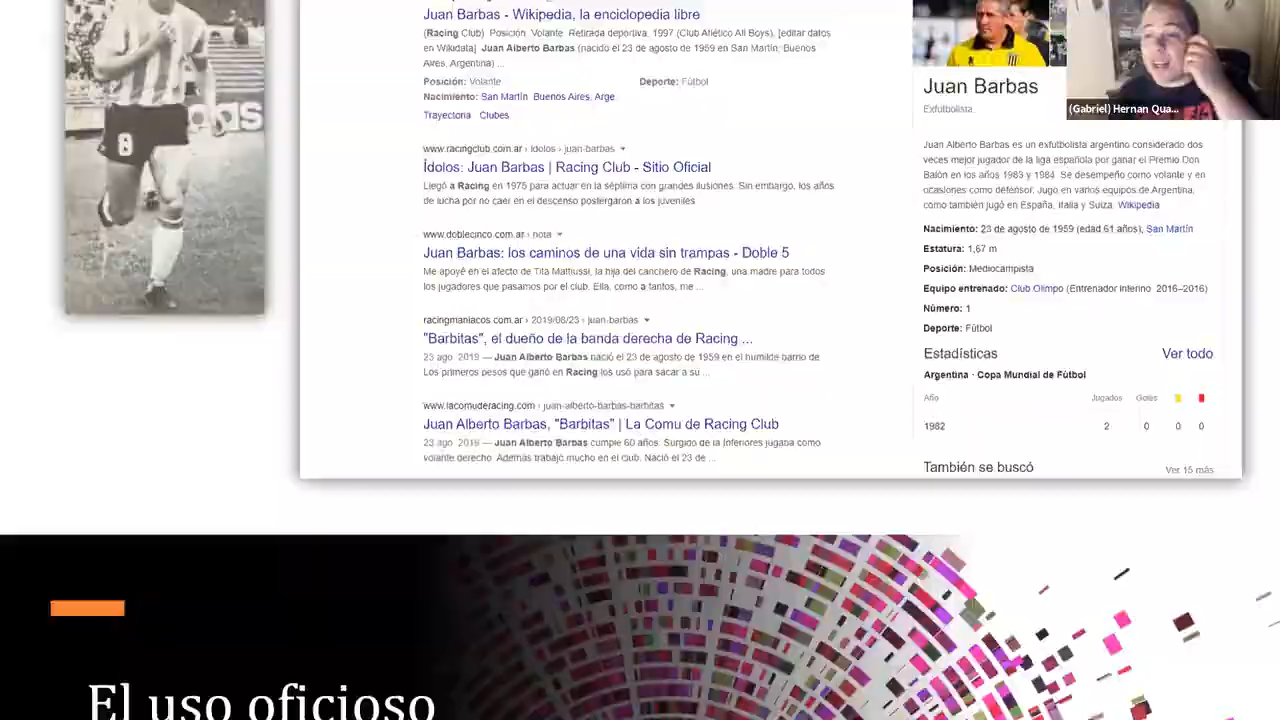 Juan Barbas - Wikipedia, la enciclopedia libre
(Racing Club) Posición Volante Retirada deportiva, 1997 (Club Atlético All Boys), [editar datos
en Wikidata] Juan Alberto Barbas (nacido el 23 de agosto de 1959 en San Martín, Buenos
Aires, Argentina) ...
Posición: Volante
Deporte: Fútbol
Nacimiento: San Martín Buenos Aires, Arge
Trayectoria Clubes
www.racingclub.com.ar › idolos › juan-barbas
Ídolos: Juan Barbas | Racing Club - Sitio Oficial
Llegó a Racing en 1975 para actuar en la séptima con grandes ilusiones. Sin embargo, los años
de lucha por no caer en el descenso postergaron a los juveniles
www.doblecinco.com.ar › nota
Juan Barbas: los caminos de una vida sin trampas - Doble 5
Me apoyé en el afecto de Tita Mattiussi, la hija del canchero de Racing, una madre para todos
los jugadores que pasamos por el club. Ella, como a tantos, me ...
racingmaniacos.com.ar › 2019/08/23 › juan-barbas
"Barbitas", el dueño de la banda derecha de Racing ...
23 ago 2019 — Juan Alberto Barbas nació el 23 de agosto de 1959 en el humilde barrio de
Los primeros pesos que ganó en Racing los usó para sacar a su ...
www.lacomuderacing.com › juan-alberto-barbas-barbitas
Juan Alberto Barbas, "Barbitas" | La Comu de Racing Club
23 ago 2019 — Juan Alberto Barbas cumple 60 años. Surgido de la Inferiores jugaba como
volante derecho. Además trabajó mucho en el club. Nació el 23 de ...
Juan Barbas
Exfutbolista
Juan Alberto Barbas es un exfutbolista argentino considerado dos
veces mejor jugador de la liga española por ganar el Premio Don
Balón en los años 1983 y 1984. Se desempeño como volante y en
ocasiones como defensor. Jugo en varios equipos de Argentina,
como también jugó en España, Italia y Suiza. Wikipedia
Nacimiento: 23 de agosto de 1959 (edad 61 años), San Martín
Estatura: 1,67 m
Posición: Mediocampista
Equipo entrenado: Club Olimpo (Entrenador interino 2016–2016)
Número: 1
Deporte: Fútbol
Estadísticas
Ver todo
Argentina · Copa Mundial de Fútbol
Año Jugados Goles
1982 2 0 0 0
También se buscó
Ver 15 más
(Gabriel) Hernan Qua...
8
adidas
El uso oficioso